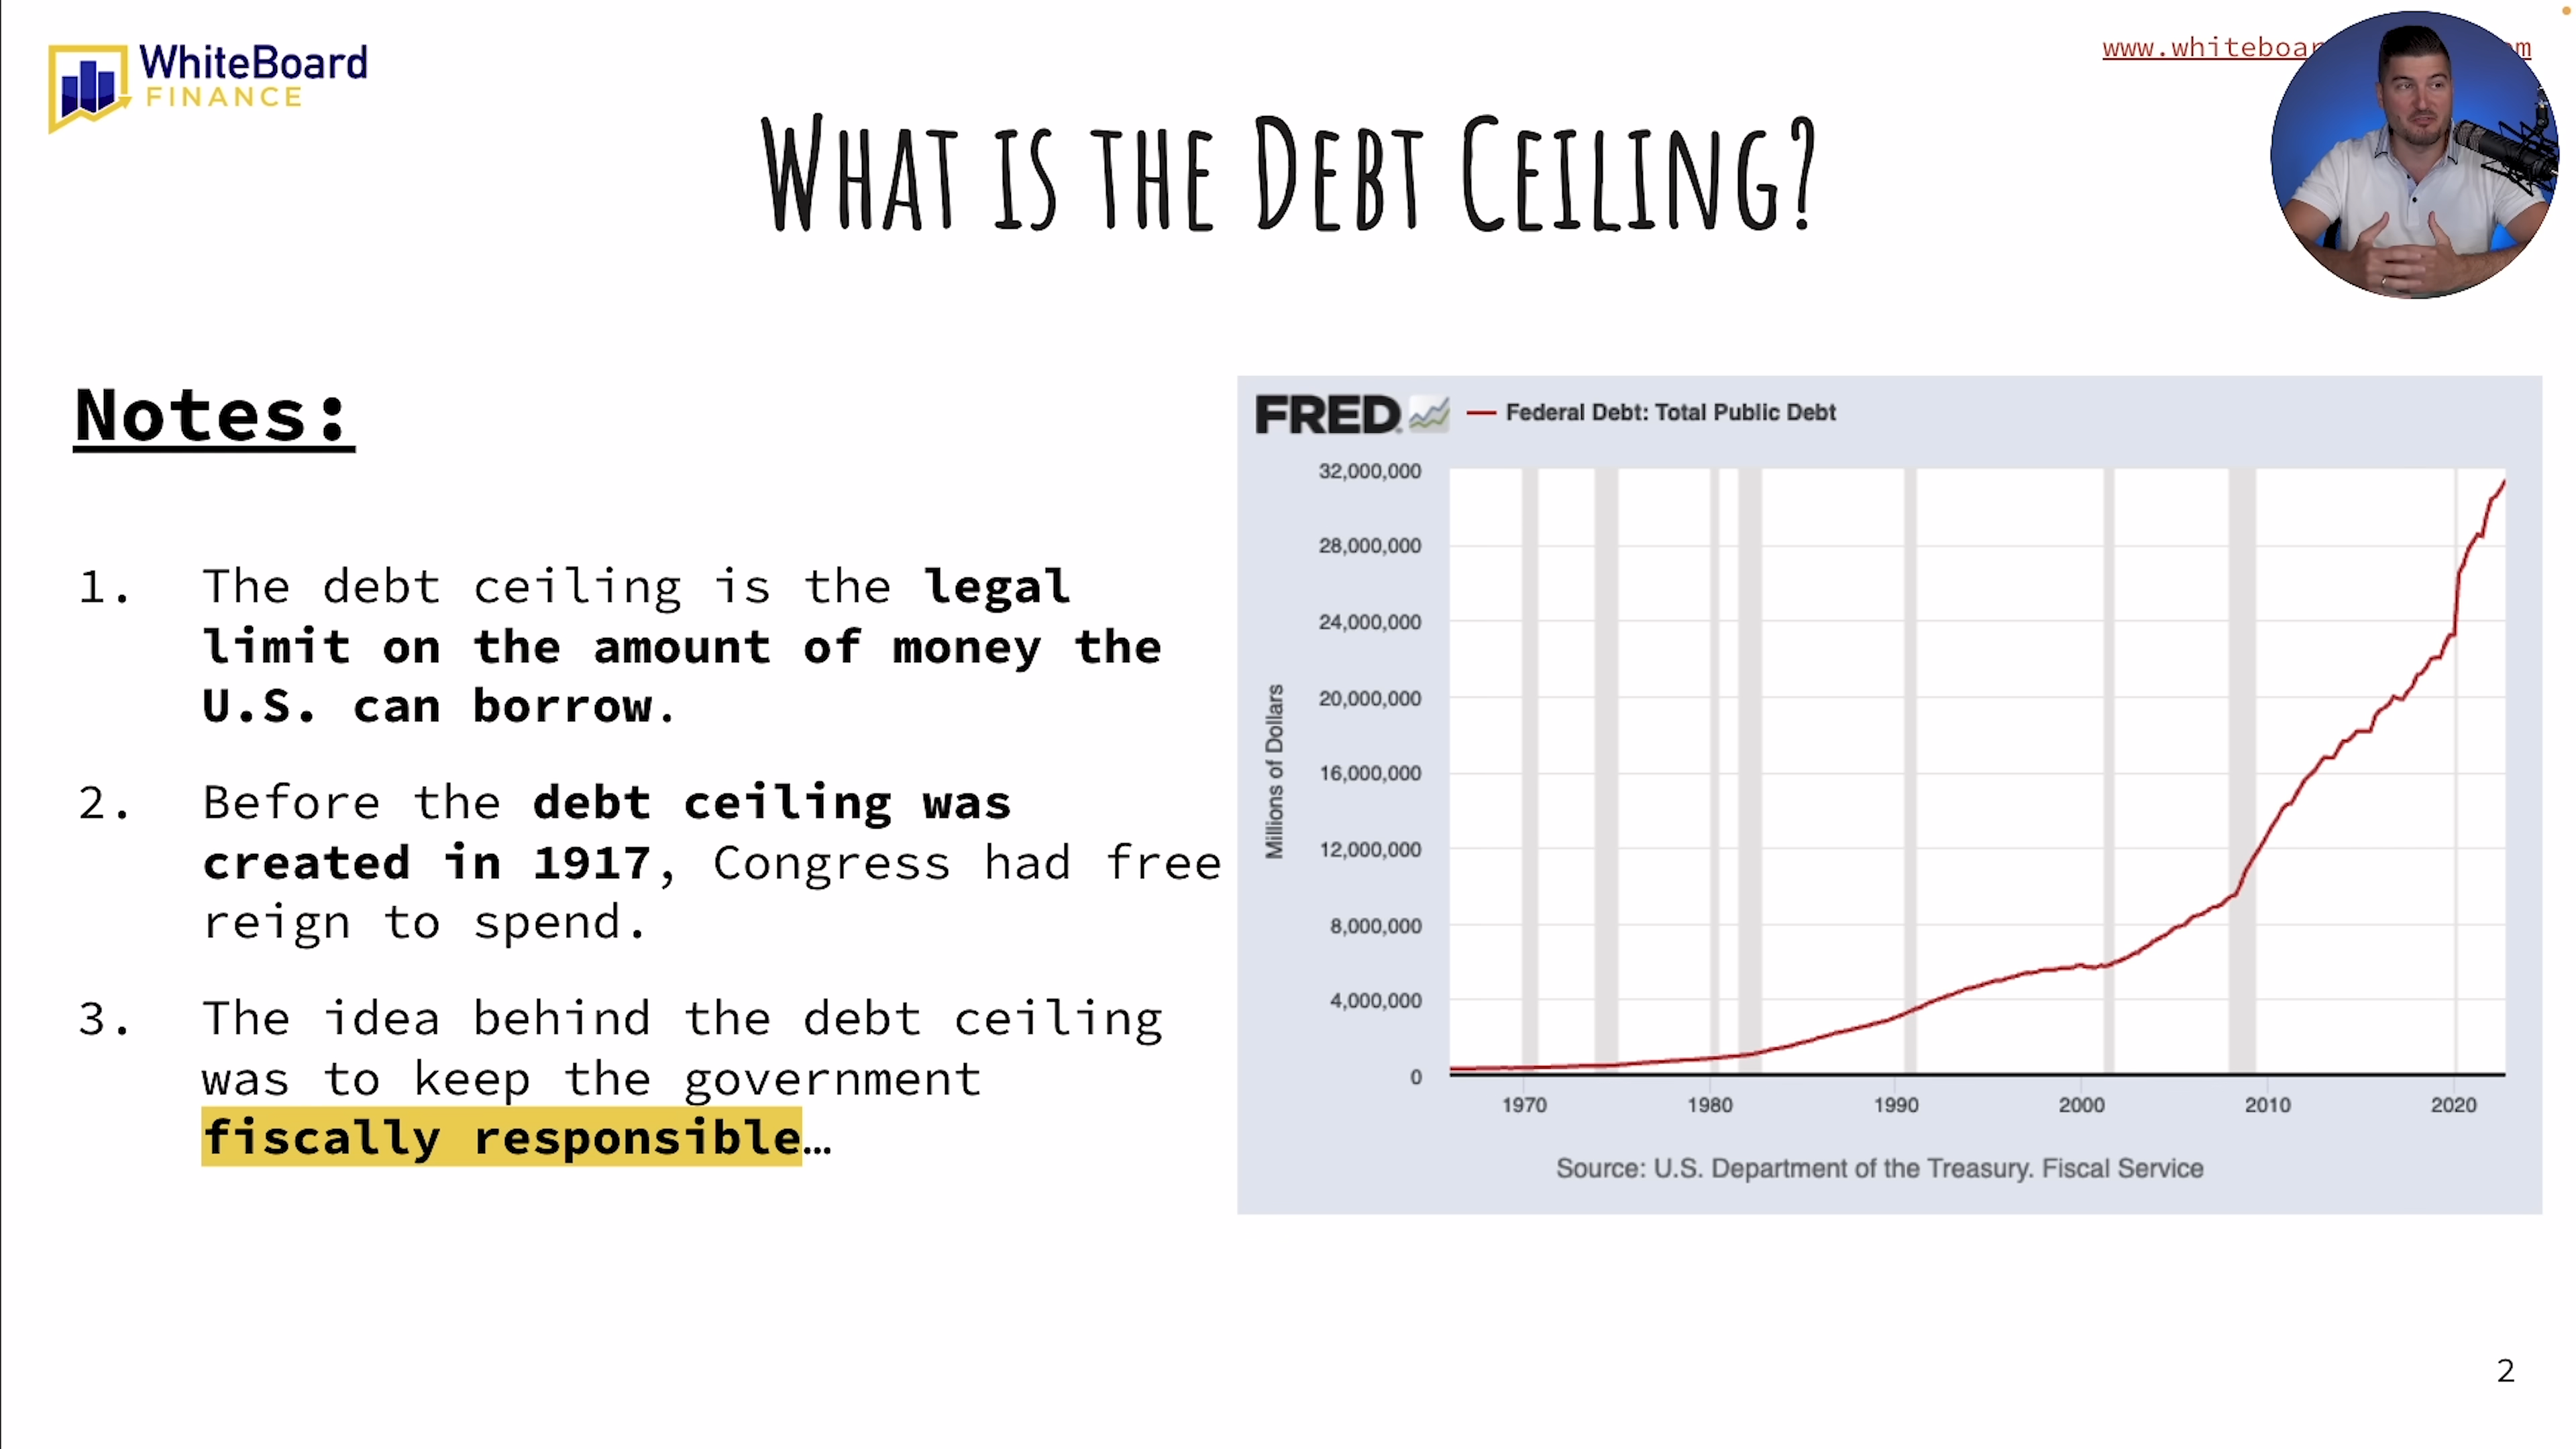 WhiteBoard
FINANCE
WHAT IS THE DEBT CEILING?
Notes:
1. The debt ceiling is the legal
limit on the amount of money the
U.S. can borrow.
2. Before the debt ceiling was
created in 1917, Congress had free
reign to spend.
3. The idea behind the debt ceiling
was to keep the government
fiscally responsible…
FRED
Federal Debt: Total Public Debt
Millions of Dollars
32,000,000
28,000,000
24,000,000
20,000,000
16,000,000
12,000,000
8,000,000
4,000,000
0
1970 1980 1990 2000 2010 2020
Source: U.S. Department of the Treasury. Fiscal Service
2